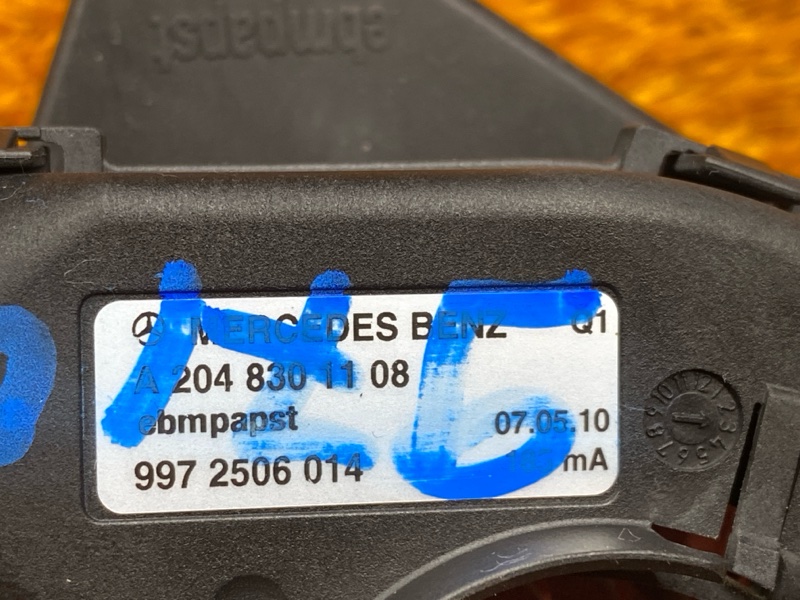 ebmpapst
MERCEDES BENZ Q1
A 204 830 11 08
ebmpapst 07.05.10
997 2506 014 mA